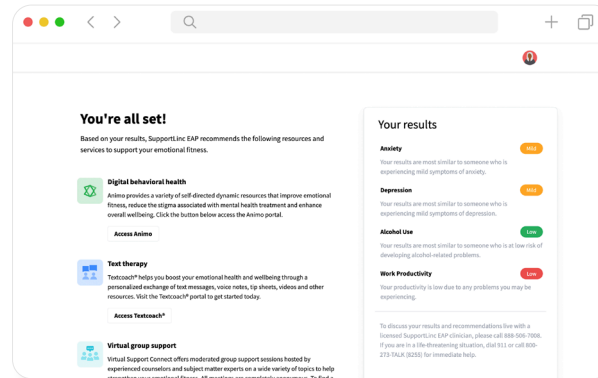 You're all set!
Based on your results, SupportLinc EAP recommends the following resources and
services to support your emotional fitness.
Digital behavioral health
Animo provides a variety of self-directed dynamic resources that improve emotional
fitness, reduce the stigma associated with mental health treatment and enhance
overall wellbeing. Click the button below access the Animo portal.
Access Animo
Text therapy
Textcoach® helps you boost your emotional health and wellbeing through a
personalized exchange of text messages, voice notes, tip sheets, videos and other
resources. Visit the Textcoach® portal to get started today.
Access Textcoach®
Virtual group support
Virtual Support Connect offers moderated group support sessions hosted by
experienced counselors and subject matter experts on a wide variety of topics to help
strengthen your emotional fitness. All meetings are completely anonymous. To find a
Your results
Anxiety Mild
Your results are most similar to someone who is
experiencing mild symptoms of anxiety.
Depression Mild
Your results are most similar to someone who is
experiencing mild symptoms of depression.
Alcohol Use Low
Your results are most similar to someone who is at low risk of
developing alcohol-related problems.
Work Productivity Low
Your productivity is low due to any problems you may be
experiencing.
To discuss your results and recommendations live with a
licensed SupportLinc EAP clinician, please call 888-506-7008.
If you are in a life-threatening situation, dial 911 or call 800-
273-TALK (8255) for immediate help.